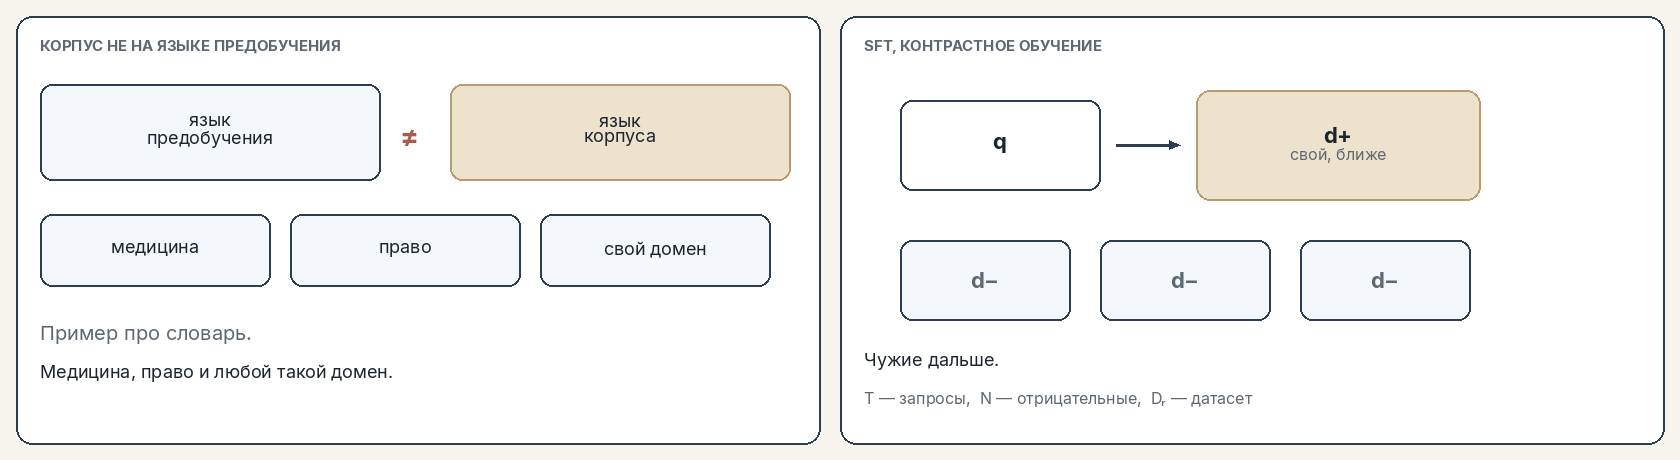 КОРПУС НЕ НА ЯЗЫКЕ ПРЕДОБУЧЕНИЯ
язык
предобучения
≠
язык
корпуса
медицина
право
свой домен
Пример про словарь.
Медицина, право и любой такой домен.
SFT, КОНТРАСТНОЕ ОБУЧЕНИЕ
q
d+
свой, ближе
d−
d−
d−
Чужие дальше.
T — запросы, N — отрицательные, Dᵣ — датасет